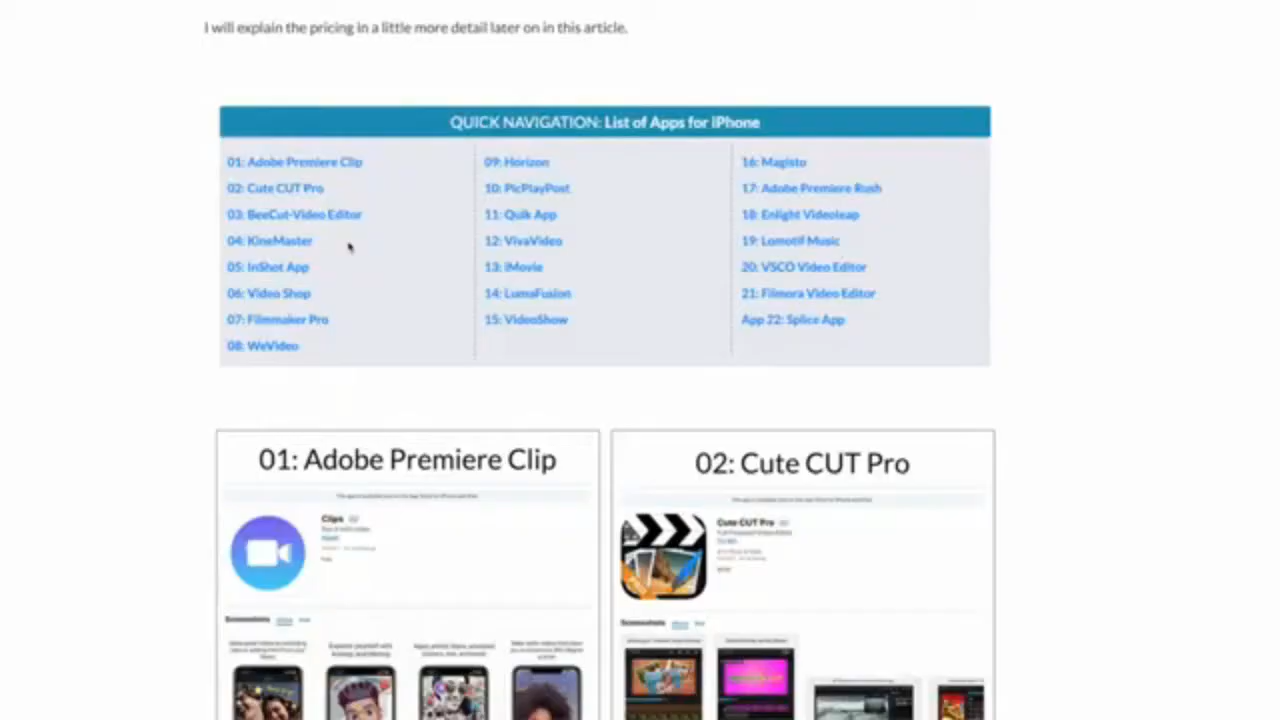 I will explain the pricing in a little more detail later on in this article.
QUICK NAVIGATION: List of Apps for iPhone
01: Adobe Premiere Clip
02: Cute CUT Pro
03: BeeCut-Video Editor
04: KineMaster
05: InShot App
06: Video Shop
07: Filmmaker Pro
08: WeVideo
09: Horizon
10: PicPlayPost
11: Quik App
12: VivaVideo
13: iMovie
14: LumaFusion
15: VideoShow
16: Magisto
17: Adobe Premiere Rush
18: Enlight Videoleap
19: Lomotif Music
20: VSCO Video Editor
21: Filmora Video Editor
App 22: Splice App
01: Adobe Premiere Clip
Clips
Screenshots
02: Cute CUT Pro
Cute CUT Pro
Screenshots